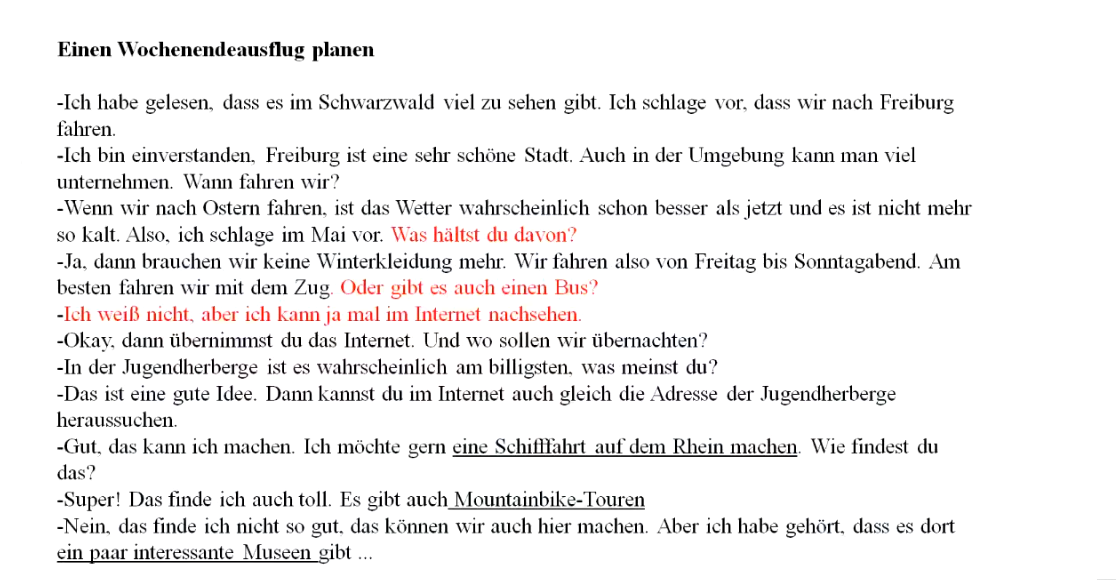 Einen Wochenendeausflug planen
-Ich habe gelesen, dass es im Schwarzwald viel zu sehen gibt. Ich schlage vor, dass wir nach Freiburg
fahren.
-Ich bin einverstanden, Freiburg ist eine sehr schöne Stadt. Auch in der Umgebung kann man viel
unternehmen. Wann fahren wir?
-Wenn wir nach Ostern fahren, ist das Wetter wahrscheinlich schon besser als jetzt und es ist nicht mehr
so kalt. Also, ich schlage im Mai vor. Was hältst du davon?
-Ja, dann brauchen wir keine Winterkleidung mehr. Wir fahren also von Freitag bis Sonntagabend. Am
besten fahren wir mit dem Zug. Oder gibt es auch einen Bus?
-Ich weiß nicht, aber ich kann ja mal im Internet nachsehen.
-Okay, dann übernimmst du das Internet. Und wo sollen wir übernachten?
-In der Jugendherberge ist es wahrscheinlich am billigsten, was meinst du?
-Das ist eine gute Idee. Dann kannst du im Internet auch gleich die Adresse der Jugendherberge
heraussuchen.
-Gut, das kann ich machen. Ich möchte gern eine Schifffahrt auf dem Rhein machen. Wie findest du
das?
-Super! Das finde ich auch toll. Es gibt auch Mountainbike-Touren
-Nein, das finde ich nicht so gut, das können wir auch hier machen. Aber ich habe gehört, dass es dort
ein paar interessante Museen gibt ...